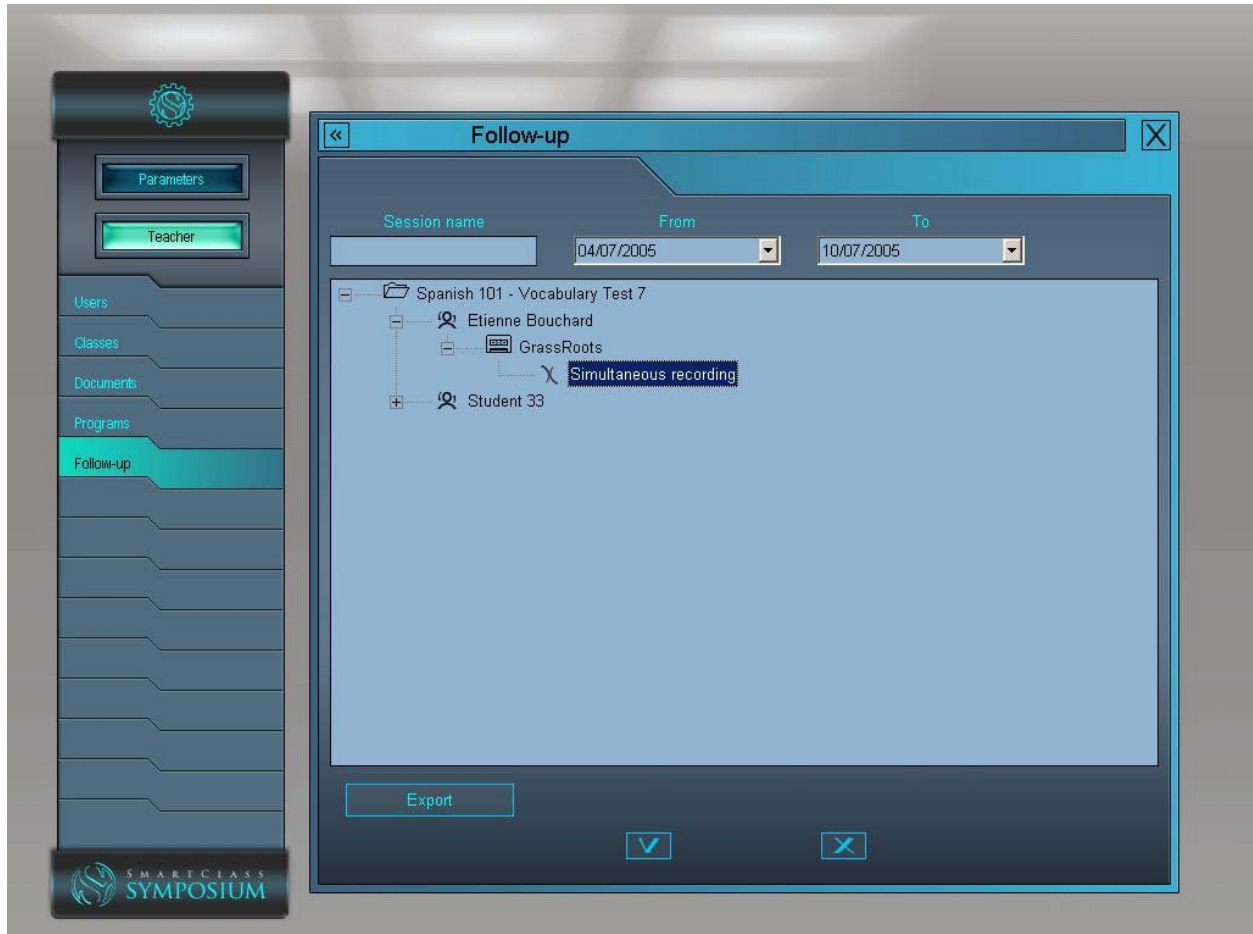 Parameters
Teacher
Users
Classes
Documents
Programs
Follow-up
SMARTCLASS
SYMPOSIUM
« Follow-up X
Session name From To
04/07/2005 10/07/2005
Spanish 101 - Vocabulary Test 7
Etienne Bouchard
GrassRoots
Simultaneous recording
Student 33
Export